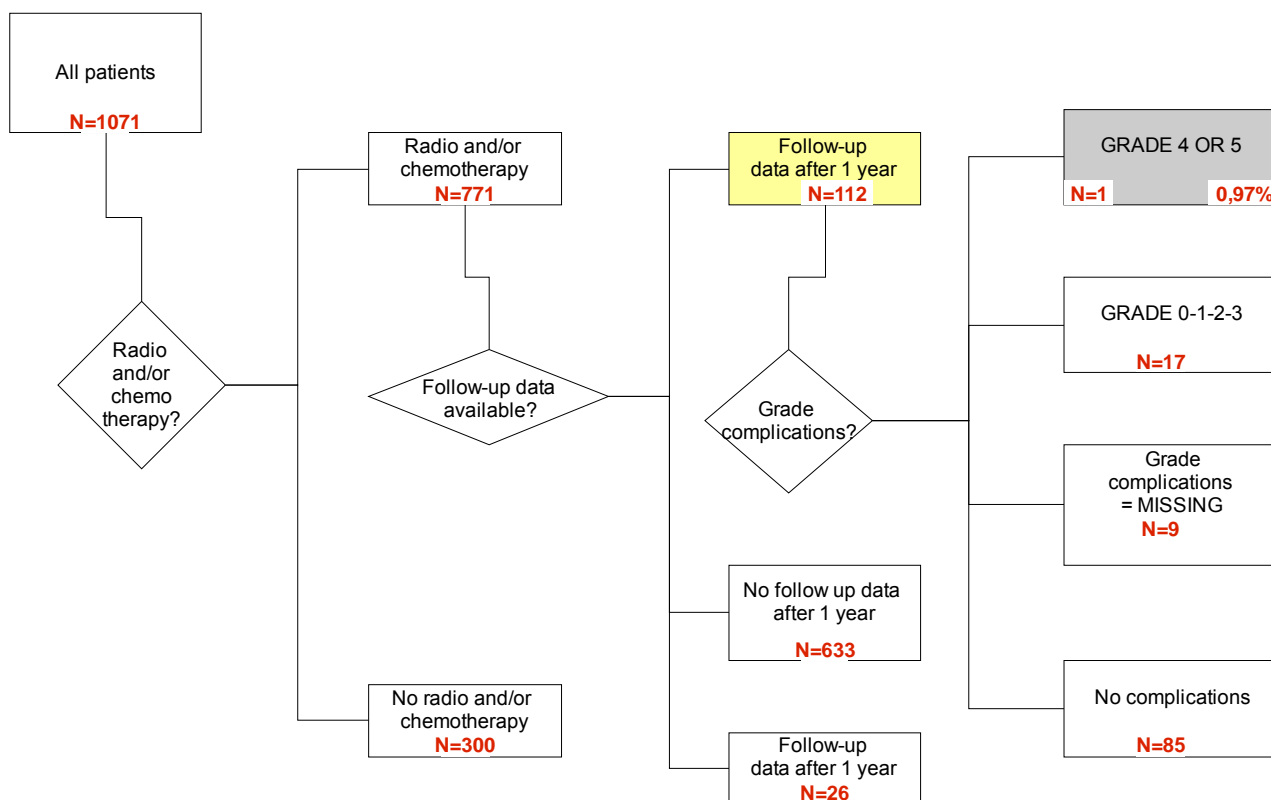 All patients
N=1071
Radio
and/or
chemo
therapy?
Radio and/or
chemotherapy
N=771
No radio and/or
chemotherapy
N=300
Follow-up data
available?
Follow-up
data after 1 year
N=112
No follow up data
after 1 year
N=633
Follow-up
data after 1 year
N=26
Grade
complications?
GRADE 4 OR 5
N=1 0,97%
GRADE 0-1-2-3
N=17
Grade
complications
= MISSING
N=9
No complications
N=85